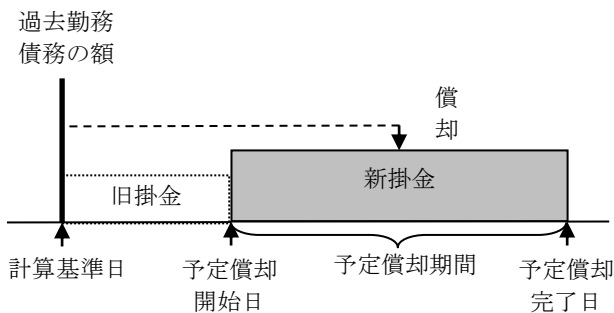 過去勤務
債務の額
償
却
新掛金
旧掛金
計算基準日
予定償却
開始日
予定償却期間
予定償却
完了日